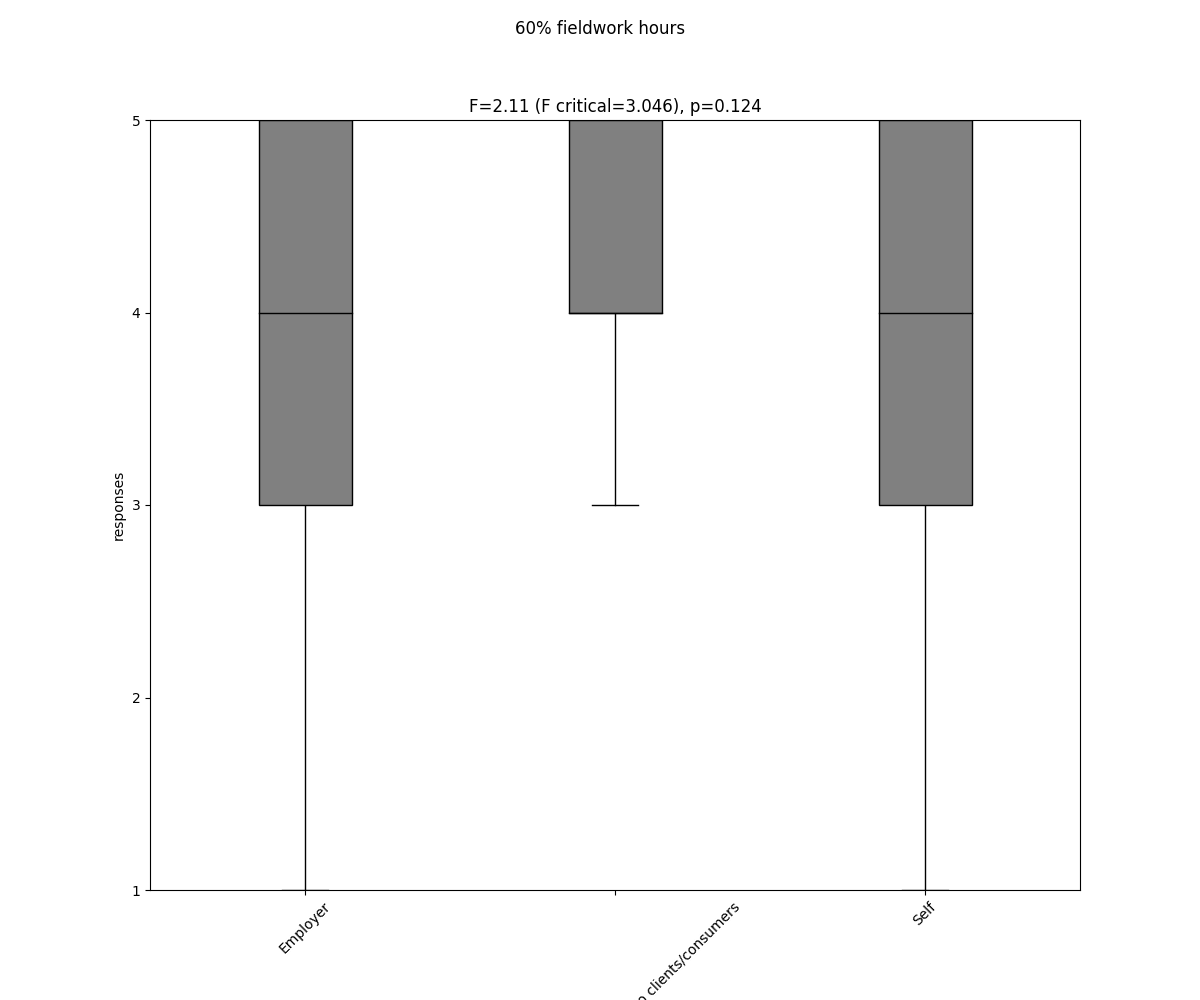 60% fieldwork hours
F=2.11 (F critical=3.046), p=0.124
5
4
3
2
1
responses
Employer
clients/consumers
Self